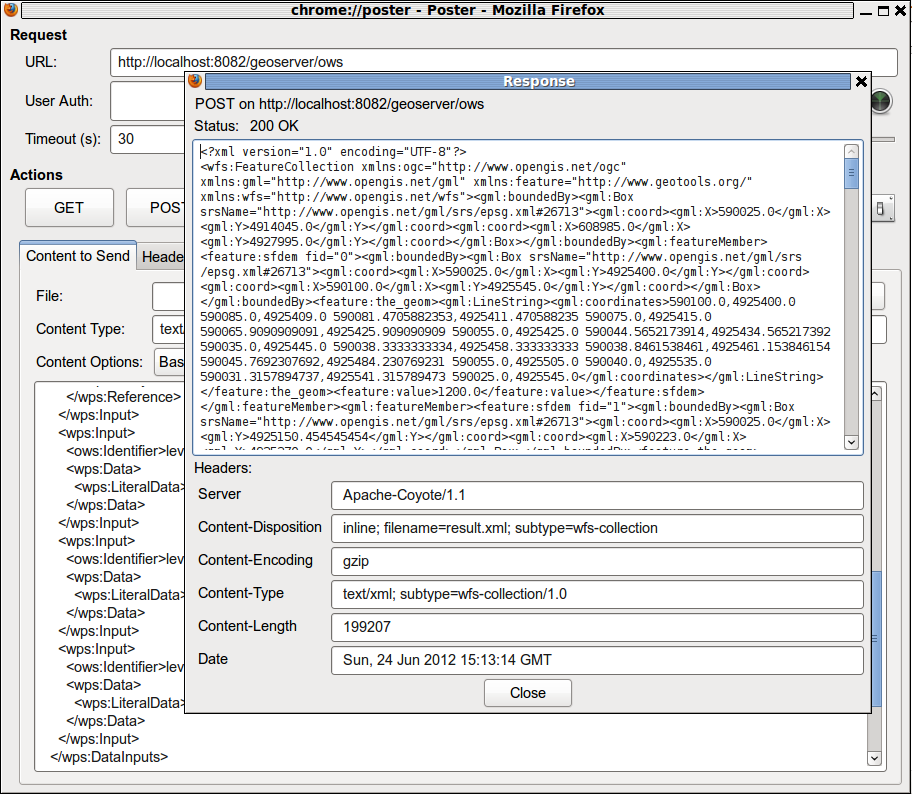 chrome://poster - Poster - Mozilla Firefox
Request
URL:
http://localhost:8082/geoserver/ows
User Auth:
Timeout (s):
30
Actions
GET
POST
Content to Send
Heade
File:
Content Type:
text/
Content Options:
Bas
</wps:Reference>
</wps:Input>
<wps:Input>
<ows:Identifier>lev
<wps:Data>
<wps:LiteralData>
</wps:Data>
</wps:Input>
<wps:Input>
<ows:Identifier>lev
<wps:Data>
<wps:LiteralData>
</wps:Data>
</wps:Input>
<wps:Input>
<ows:Identifier>lev
<wps:Data>
<wps:LiteralData>
</wps:Data>
</wps:Input>
</wps:DataInputs>
Response
POST on http://localhost:8082/geoserver/ows
Status: 200 OK
<?xml version="1.0" encoding="UTF-8"?>
<wfs:FeatureCollection xmlns:ogc="http://www.opengis.net/ogc"
xmlns:gml="http://www.opengis.net/gml" xmlns:feature="http://www.geotools.org/"
xmlns:wfs="http://www.opengis.net/wfs"><gml:boundedBy><gml:Box
srsName="http://www.opengis.net/gml/srs/epsg.xml#26713"><gml:coord><gml:X>590025.0</gml:X>
<gml:Y>4914045.0</gml:Y></gml:coord><gml:coord><gml:X>608985.0</gml:X>
<gml:Y>4927995.0</gml:Y></gml:coord></gml:Box></gml:boundedBy><gml:featureMember>
<feature:sfdem fid="0"><gml:boundedBy><gml:Box srsName="http://www.opengis.net/gml/srs
/epsg.xml#26713"><gml:coord><gml:X>590025.0</gml:X><gml:Y>4925400.0</gml:Y></gml:coord>
<gml:coord><gml:X>590100.0</gml:X><gml:Y>4925545.0</gml:Y></gml:coord></gml:Box>
</gml:boundedBy><feature:the_geom><gml:LineString><gml:coordinates>590100.0,4925400.0
590085.0,4925409.0 590081.4705882353,4925411.470588235 590075.0,4925415.0
590065.9090909091,4925425.909090909 590055.0,4925425.0 590044.5652173914,4925434.565217392
590035.0,4925445.0 590038.3333333334,4925458.333333333 590038.8461538461,4925461.153846154
590045.7692307692,4925484.230769231 590055.0,4925505.0 590040.0,4925535.0
590031.3157894737,4925541.315789473 590025.0,4925545.0</gml:coordinates></gml:LineString>
</feature:the_geom><feature:value>1200.0</feature:value></feature:sfdem>
</gml:featureMember><gml:featureMember><feature:sfdem fid="1"><gml:boundedBy><gml:Box
srsName="http://www.opengis.net/gml/srs/epsg.xml#26713"><gml:coord><gml:X>590025.0</gml:X>
<gml:Y>4925150.454545454</gml:Y></gml:coord><gml:coord><gml:X>590223.0</gml:X>
Headers:
Server
Apache-Coyote/1.1
Content-Disposition
inline; filename=result.xml; subtype=wfs-collection
Content-Encoding
gzip
Content-Type
text/xml; subtype=wfs-collection/1.0
Content-Length
199207
Date
Sun, 24 Jun 2012 15:13:14 GMT
Close